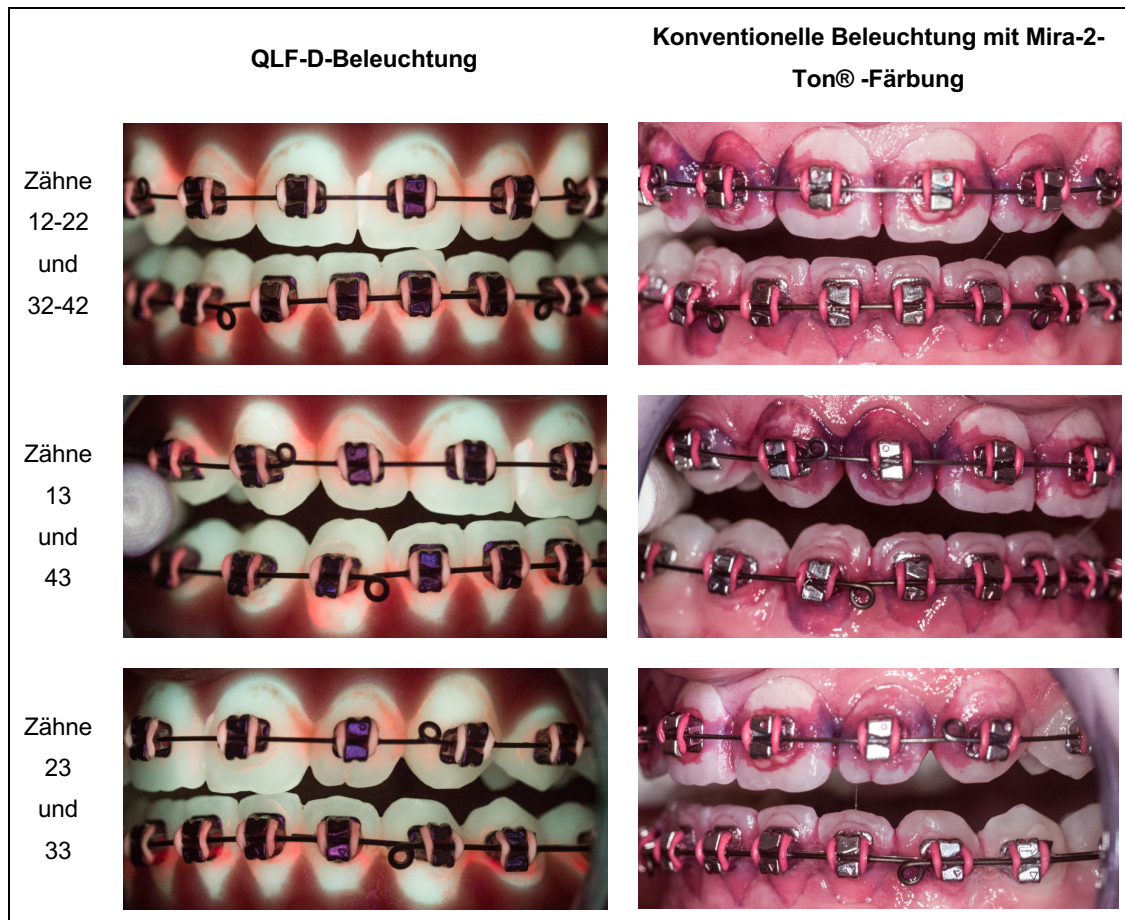 QLF-D-Beleuchtung
Konventionelle Beleuchtung mit Mira-2-
Ton® -Färbung
Zähne
12-22
und
32-42
Zähne
13
und
43
Zähne
23
und
33